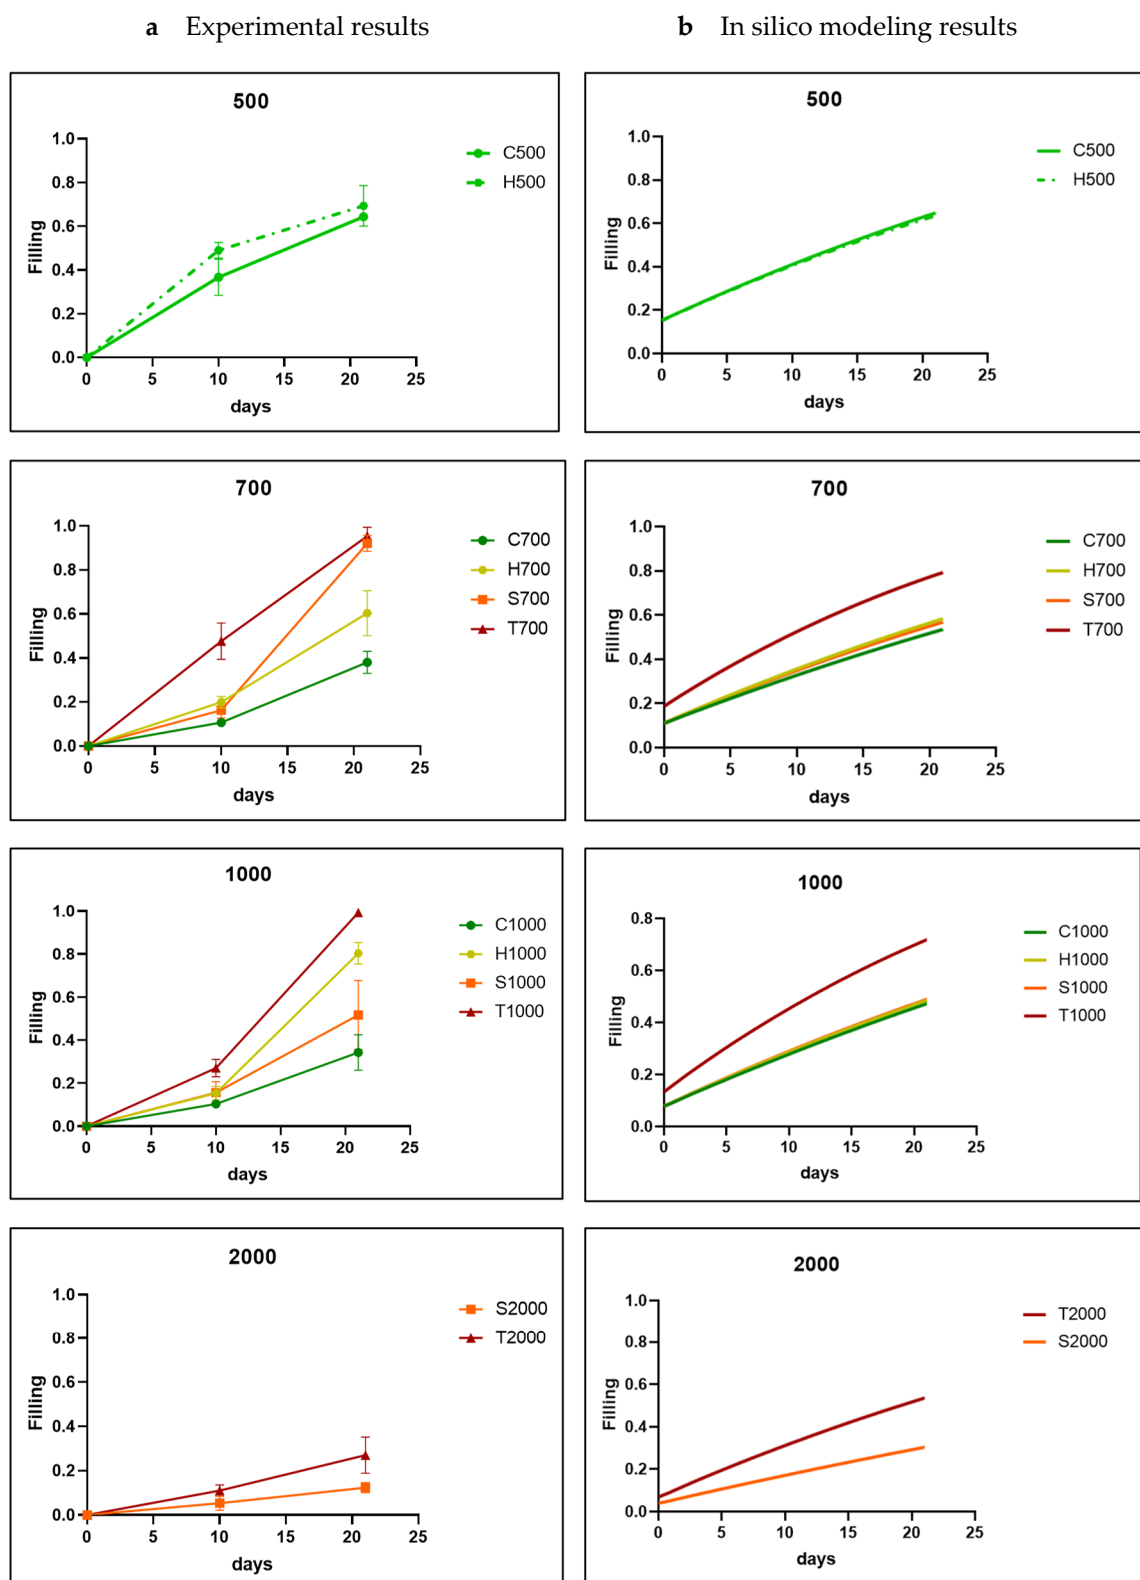 a Experimental results
b In silico modeling results
500
1.0
0.8
0.6
0.4
0.2
0.0
Filling
0 5 10 15 20 25
days
C500
H500
500
1.0
0.8
0.6
0.4
0.2
0.0
Filling
0 5 10 15 20 25
days
C500
H500
700
1.0
0.8
0.6
0.4
0.2
0.0
Filling
0 5 10 15 20 25
days
C700
H700
S700
T700
700
1.0
0.8
0.6
0.4
0.2
0.0
Filling
0 5 10 15 20 25
days
C700
H700
S700
T700
1000
1.0
0.8
0.6
0.4
0.2
0.0
Filling
0 5 10 15 20 25
days
C1000
H1000
S1000
T1000
1000
0.8
0.6
0.4
0.2
0.0
Filling
0 5 10 15 20 25
days
C1000
H1000
S1000
T1000
2000
1.0
0.8
0.6
0.4
0.2
0.0
Filling
0 5 10 15 20 25
days
S2000
T2000
2000
1.0
0.8
0.6
0.4
0.2
0.0
Filling
0 5 10 15 20 25
days
T2000
S2000